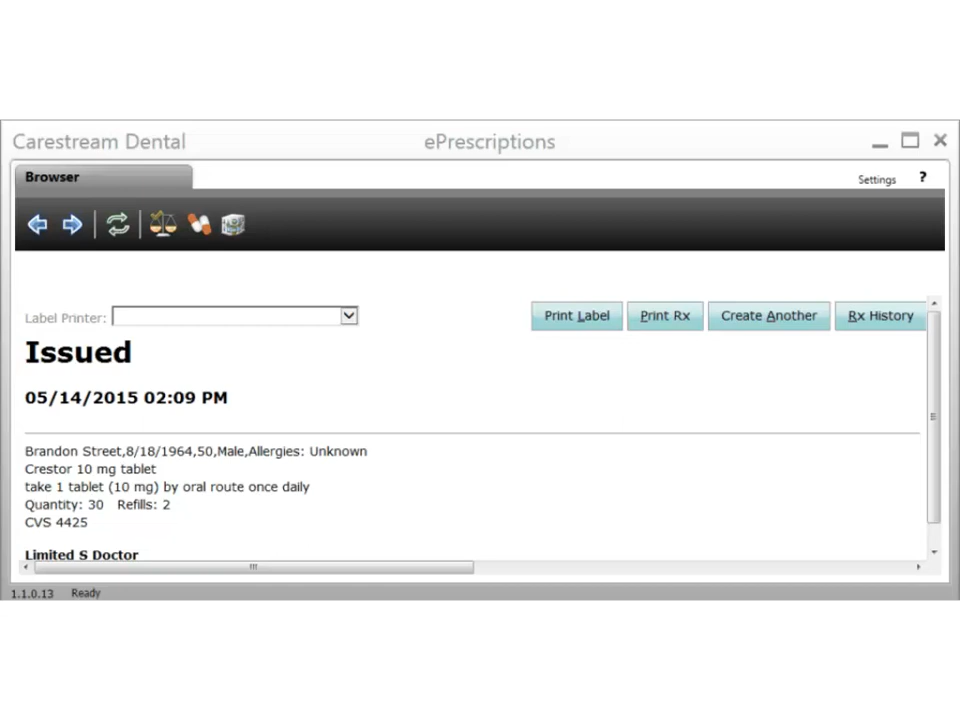 Carestream Dental ePrescriptions
Browser
Settings ?
Label Printer: Print Label Print Rx Create Another Rx History
Issued
05/14/2015 02:09 PM
Brandon Street,8/18/1964,50,Male,Allergies: Unknown
Crestor 10 mg tablet
take 1 tablet (10 mg) by oral route once daily
Quantity: 30 Refills: 2
CVS 4425
Limited S Doctor
1.1.0.13 Ready